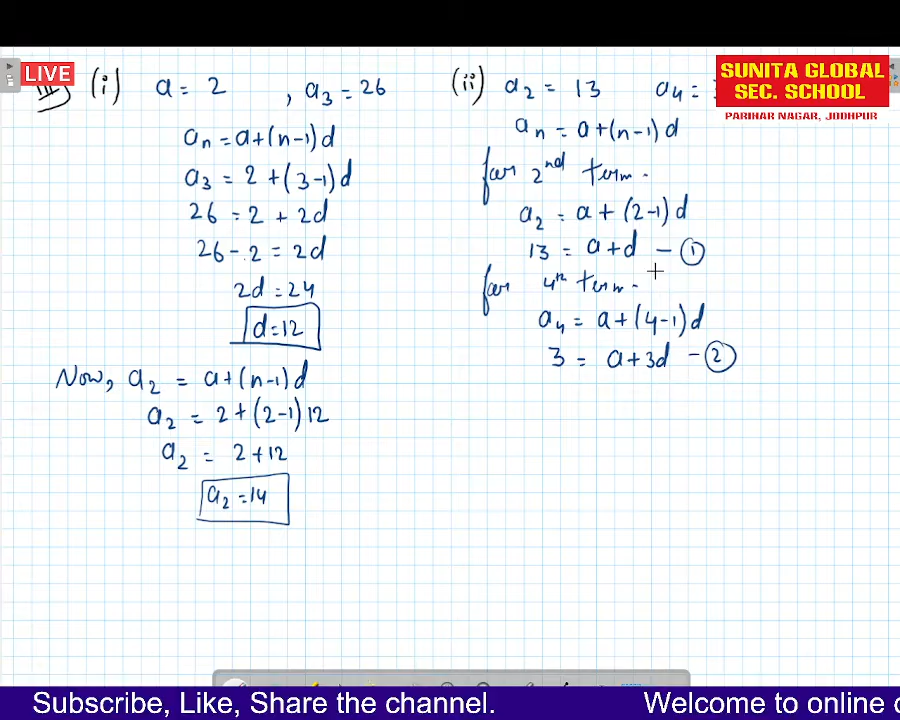 LIVE
III) (i) a = 2 , a₃ = 26
aₙ = a+(n-1)d
a₃ = 2 + (3-1)d
26 = 2 + 2d
26 - 2 = 2d
2d = 24
d = 12
Now, a₂ = a+(n-1)d
a₂ = 2+(2-1)12
a₂ = 2+12
a₂ = 14
(ii) a₂ = 13 a₄ =
aₙ = a+(n-1)d
for 2nd term.
a₂ = a+(2-1)d
13 = a+d - ①
for 4th term.
a₄ = a+(4-1)d
3 = a+3d - ②
SUNITA GLOBAL
SEC. SCHOOL
PARIHAR NAGAR, JODHPUR
Subscribe, Like, Share the channel.
Welcome to online